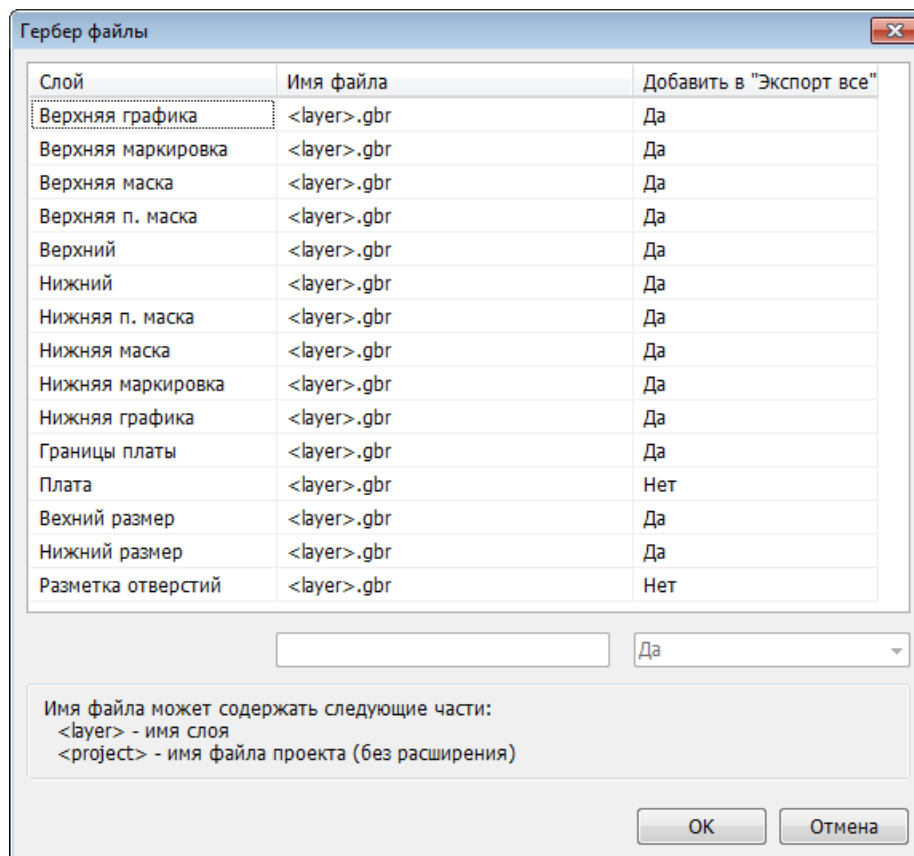 Гербер файлы
Слой Имя файла Добавить в "Экспорт все"
Верхняя графика <layer>.gbr Да
Верхняя маркировка <layer>.gbr Да
Верхняя маска <layer>.gbr Да
Верхняя п. маска <layer>.gbr Да
Верхний <layer>.gbr Да
Нижний <layer>.gbr Да
Нижняя п. маска <layer>.gbr Да
Нижняя маска <layer>.gbr Да
Нижняя маркировка <layer>.gbr Да
Нижняя графика <layer>.gbr Да
Границы платы <layer>.gbr Да
Плата <layer>.gbr Нет
Вехний размер <layer>.gbr Да
Нижний размер <layer>.gbr Да
Разметка отверстий <layer>.gbr Нет
Да
Имя файла может содержать следующие части:
<layer> - имя слоя
<project> - имя файла проекта (без расширения)
OK Отмена